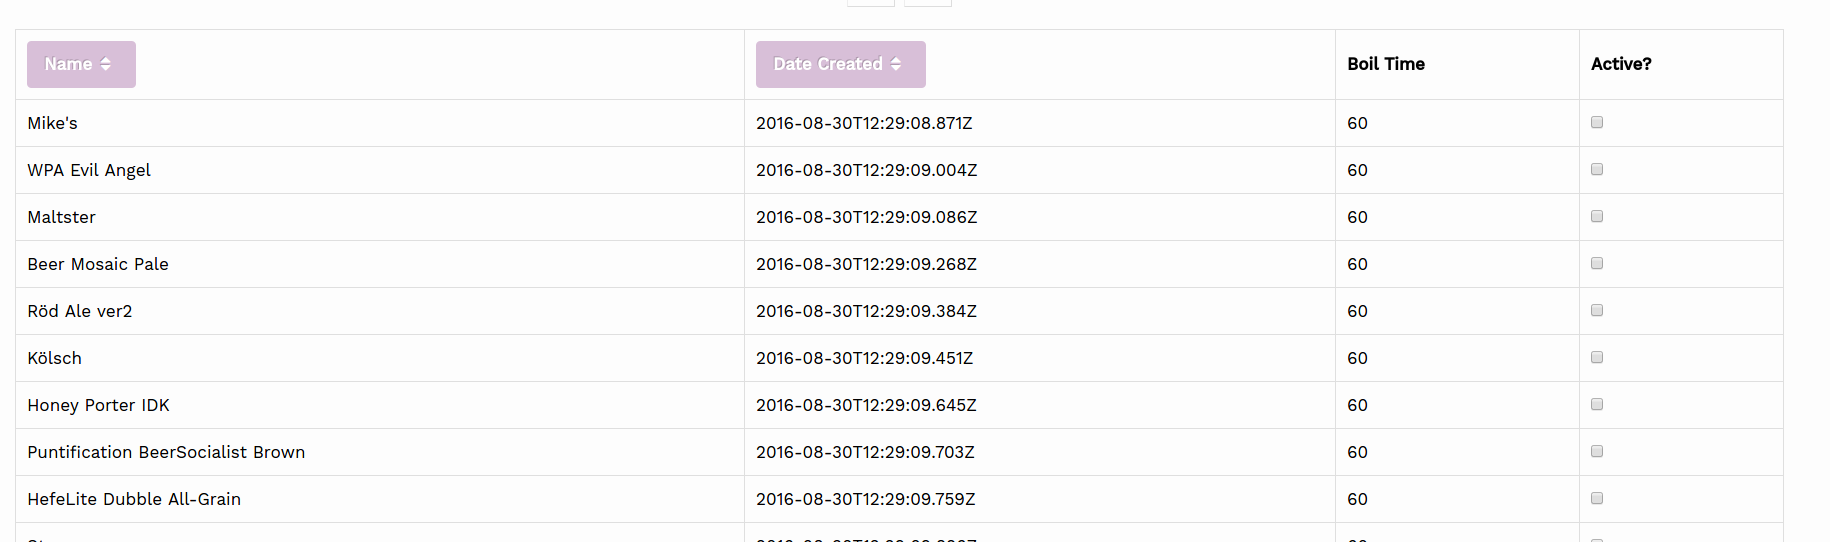 Name Date Created Boil Time Active?
Mike's 2016-08-30T12:29:08.871Z 60
WPA Evil Angel 2016-08-30T12:29:09.004Z 60
Maltster 2016-08-30T12:29:09.086Z 60
Beer Mosaic Pale 2016-08-30T12:29:09.268Z 60
Röd Ale ver2 2016-08-30T12:29:09.384Z 60
Kölsch 2016-08-30T12:29:09.451Z 60
Honey Porter IDK 2016-08-30T12:29:09.645Z 60
Puntification BeerSocialist Brown 2016-08-30T12:29:09.703Z 60
HefeLite Dubble All-Grain 2016-08-30T12:29:09.759Z 60